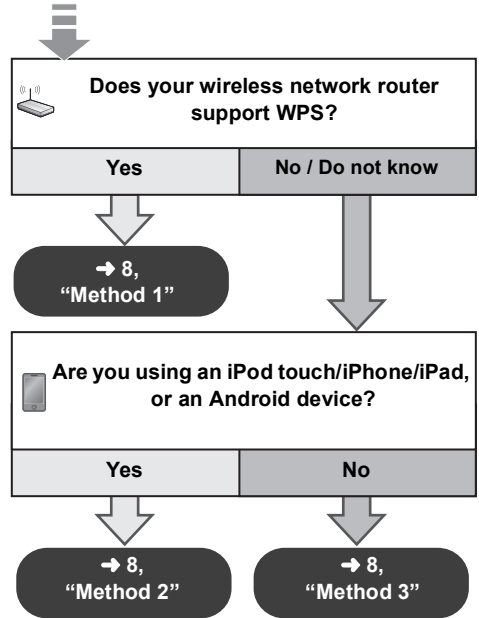 Does your wireless network router
support WPS?
Yes
No / Do not know
➜ 8,
“Method 1”
Are you using an iPod touch/iPhone/iPad,
or an Android device?
Yes
No
➜ 8,
“Method 2”
➜ 8,
“Method 3”